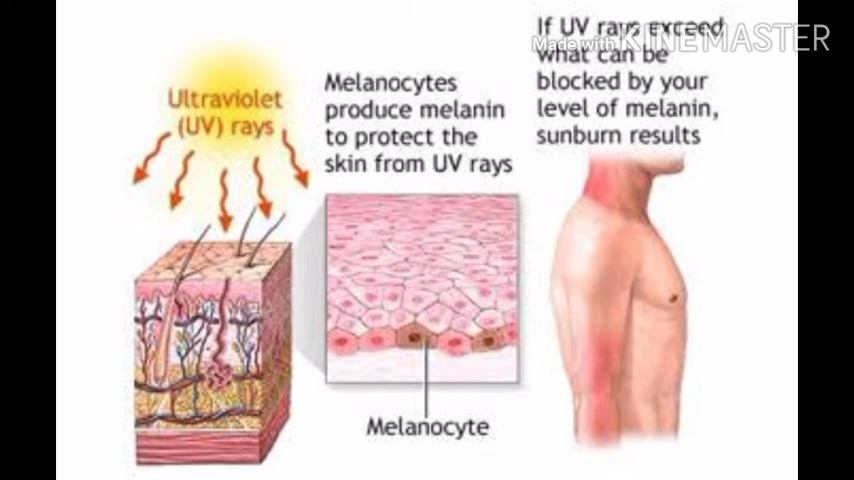 Ultraviolet
(UV) rays
Melanocytes
produce melanin
to protect the
skin from UV rays
If UV rays exceed
what can be
blocked by your
level of melanin,
sunburn results
Made with KINEMASTER
Melanocyte